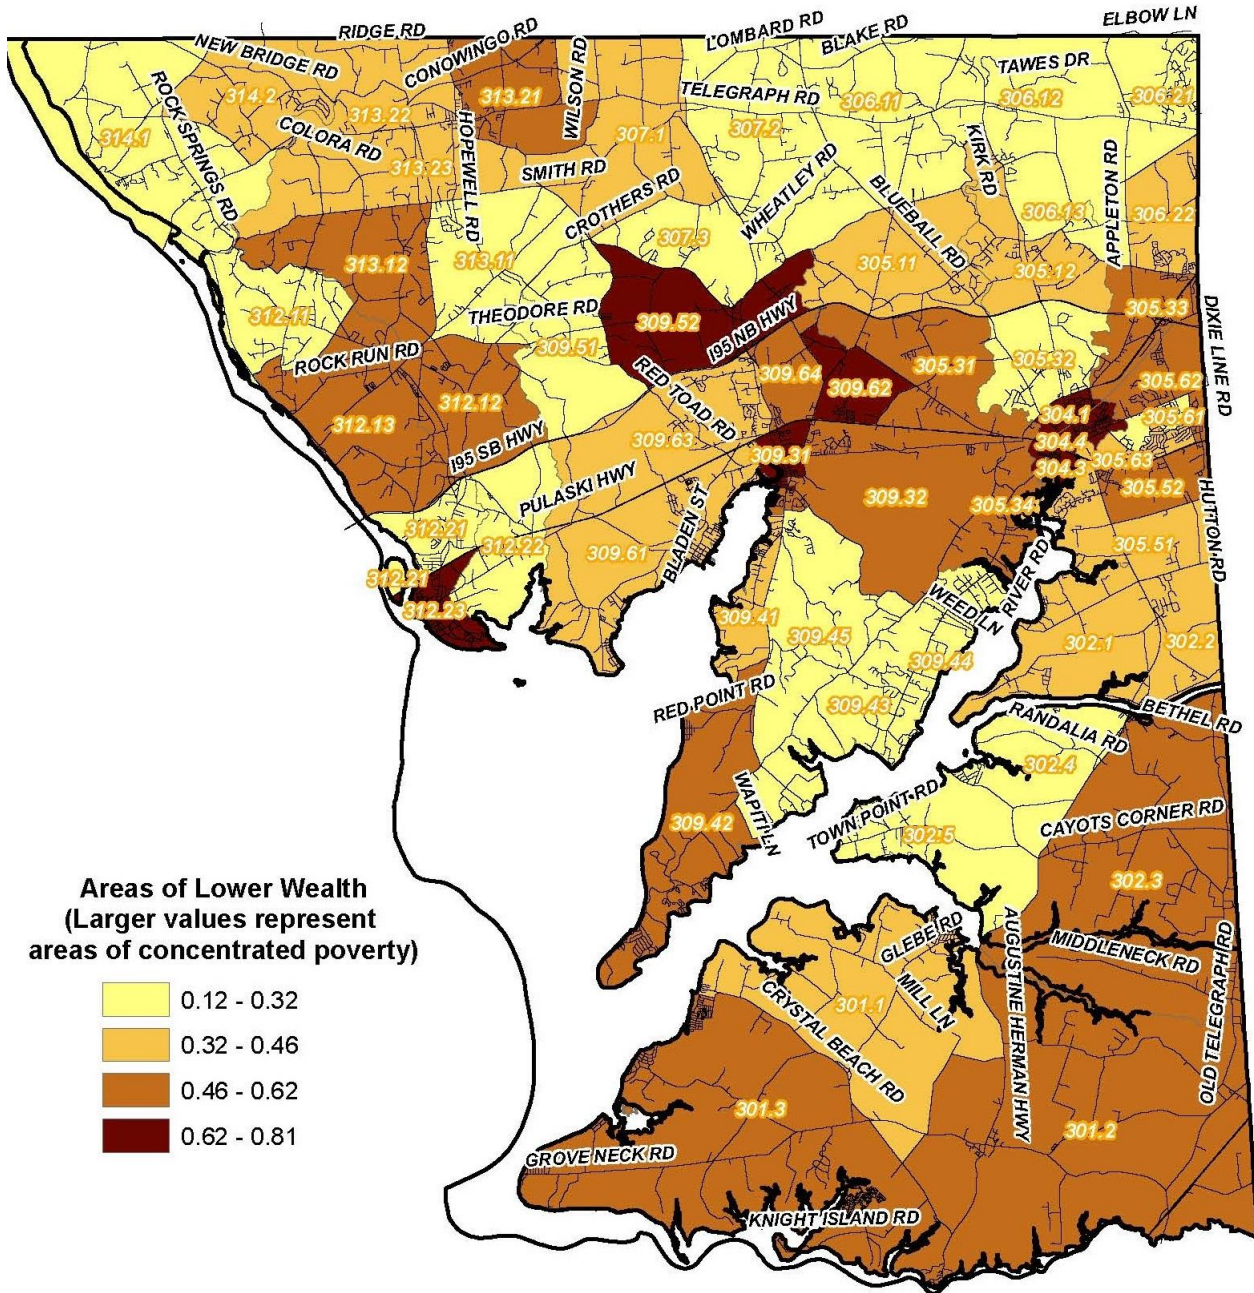 ELBOW LN
RIDGE RD
LOMBARD RD
BLAKE RD
NEW BRIDGE RD
CONOWINGO RD
WILSON RD
TAWES DR
ROCK SPRINGS RD
314.2
313.21
TELEGRAPH RD
306.11
306.12
306.21
314.1
COLORA RD
313.22
HOPEWELL RD
307.1
307.2
KIRK RD
APPLETON RD
313.23
SMITH RD
CROTHERS RD
WHEATLEY RD
BLUEBALL RD
306.13
306.22
313.12
313.11
307.3
305.11
305.12
312.11
THEODORE RD
309.52
I95 NB HWY
305.33
DIXIE LINE RD
ROCK RUN RD
309.51
RED TOAD RD
309.64
309.62
305.31
305.32
305.62
312.13
312.12
304.1
305.61
I95 SB HWY
309.63
309.31
304.4
305.63
304.3
PULASKI HWY
BLADEN ST
309.32
305.34
305.52
HUTTON RD
312.21
312.22
309.61
RIVER RD
305.51
312.21
312.23
WEED LN
309.41
309.45
309.44
302.1
302.2
RED POINT RD
309.43
RANDALIA RD
BETHEL RD
302.4
WAPITI LN
TOWN POINT RD
309.42
302.5
CAYOTS CORNER RD
302.3
Areas of Lower Wealth
(Larger values represent
areas of concentrated poverty)
0.12 - 0.32
0.32 - 0.46
0.46 - 0.62
0.62 - 0.81
GLEBE RD
AUGUSTINE HERMAN HWY
MIDDLENECK RD
OLD TELEGRAPH RD
CRYSTAL BEACH RD
301.1
MILL LN
301.3
301.2
GROVE NECK RD
KNIGHT ISLAND RD